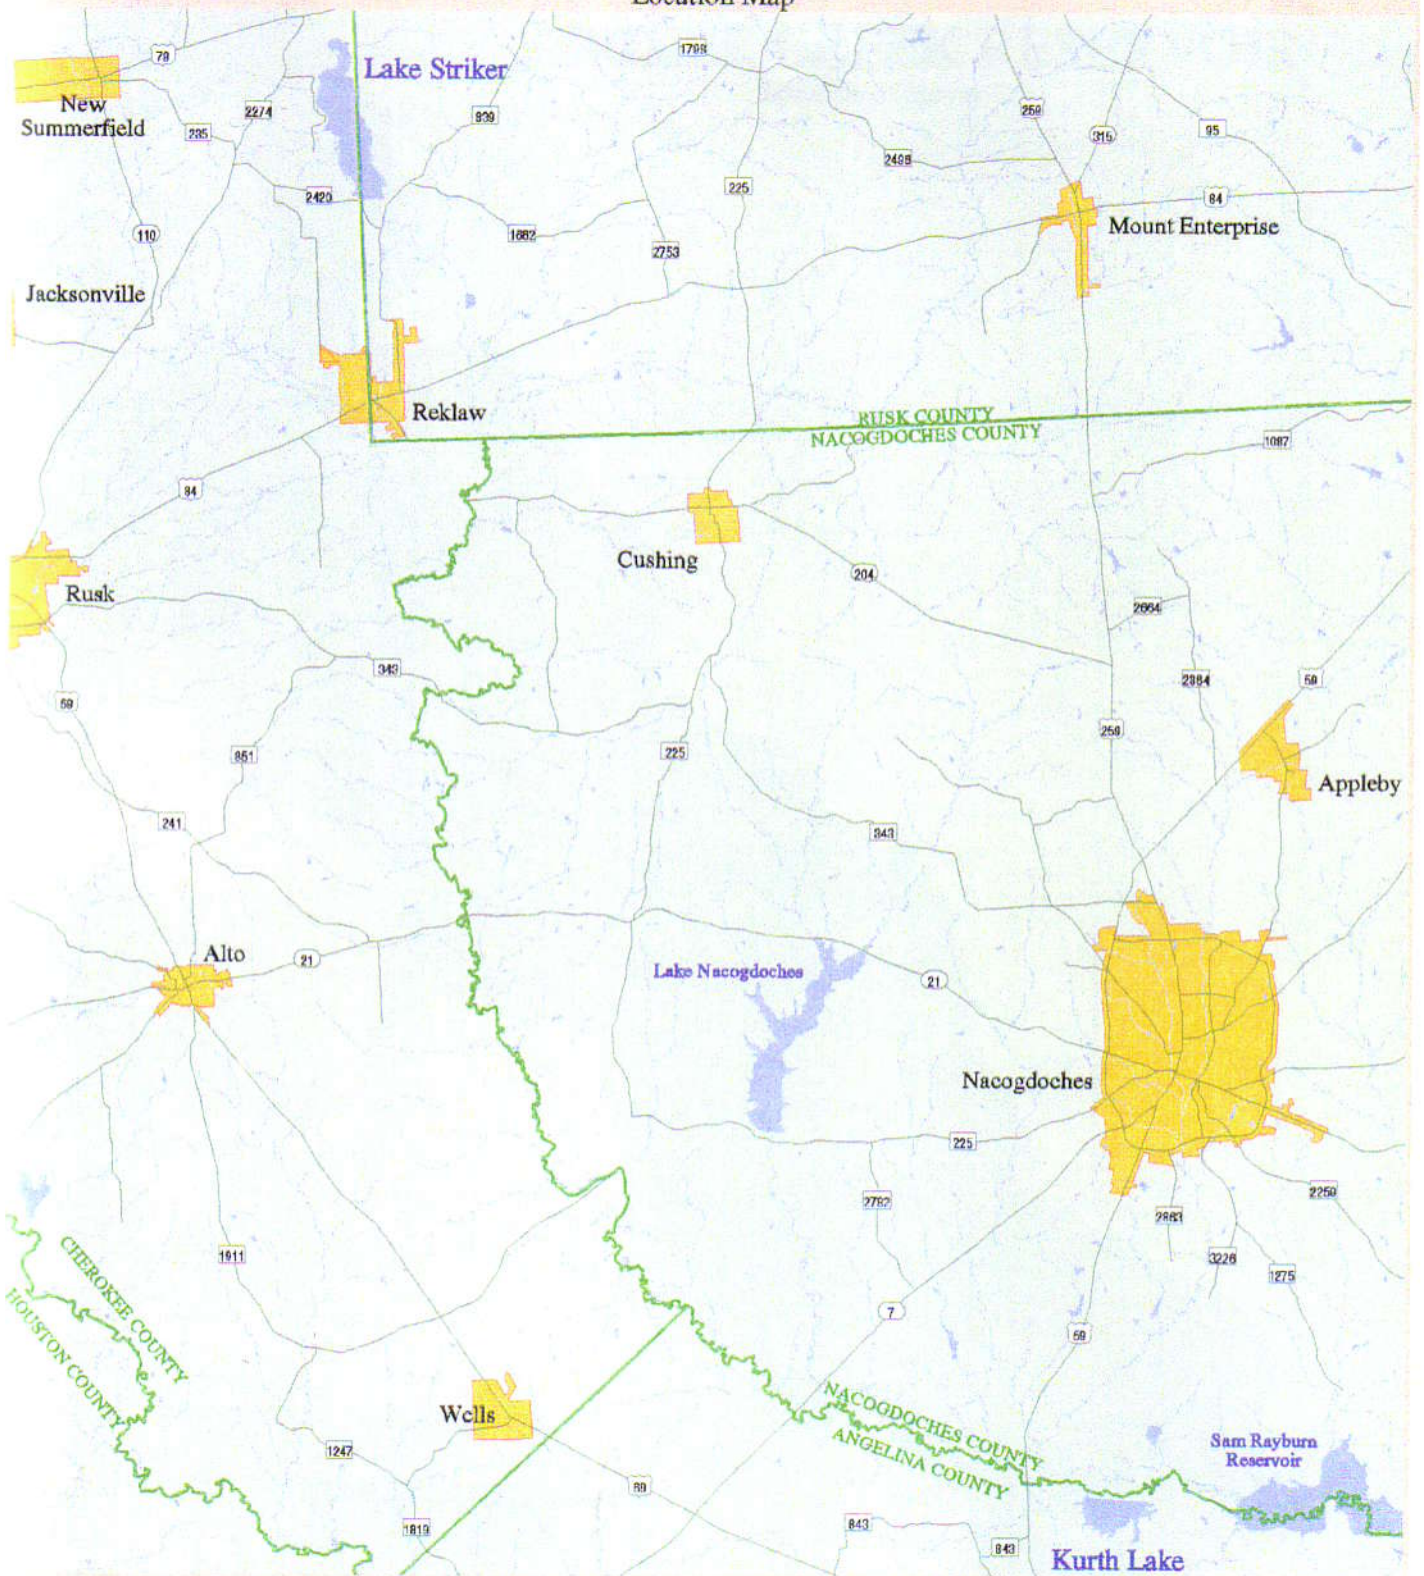 Location Map
79
Lake Striker
1798
New
Summerfield
2274
235
839
259
315
95
2496
2420
225
84
110
1662
2753
Mount Enterprise
Jacksonville
Reklaw
RUSK COUNTY
NACOGDOCHES COUNTY
1087
84
Cushing
204
Rusk
2664
343
59
2864
59
259
851
225
Appleby
241
343
Alto
21
Lake Nacogdoches
21
Nacogdoches
225
2782
2259
2863
1911
3226
1275
CHEROKEE COUNTY
HOUSTON COUNTY
7
59
Wells
NACOGDOCHES COUNTY
ANGELINA COUNTY
1247
Sam Rayburn
Reservoir
69
1819
843
843
Kurth Lake